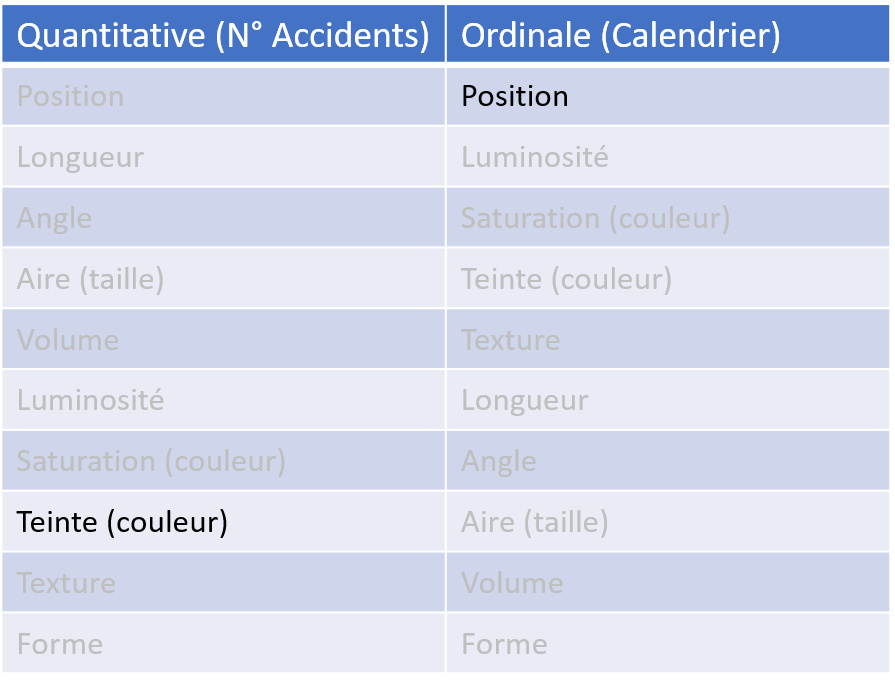 Quantitative (N° Accidents) Ordinale (Calendrier)
Position Position
Longueur Luminosité
Angle Saturation (couleur)
Aire (taille) Teinte (couleur)
Volume Texture
Luminosité Longueur
Saturation (couleur) Angle
Teinte (couleur) Aire (taille)
Texture Volume
Forme Forme